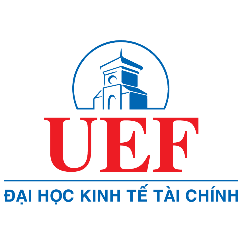 UEF
ĐẠI HỌC KINH TẾ TÀI CHÍNH